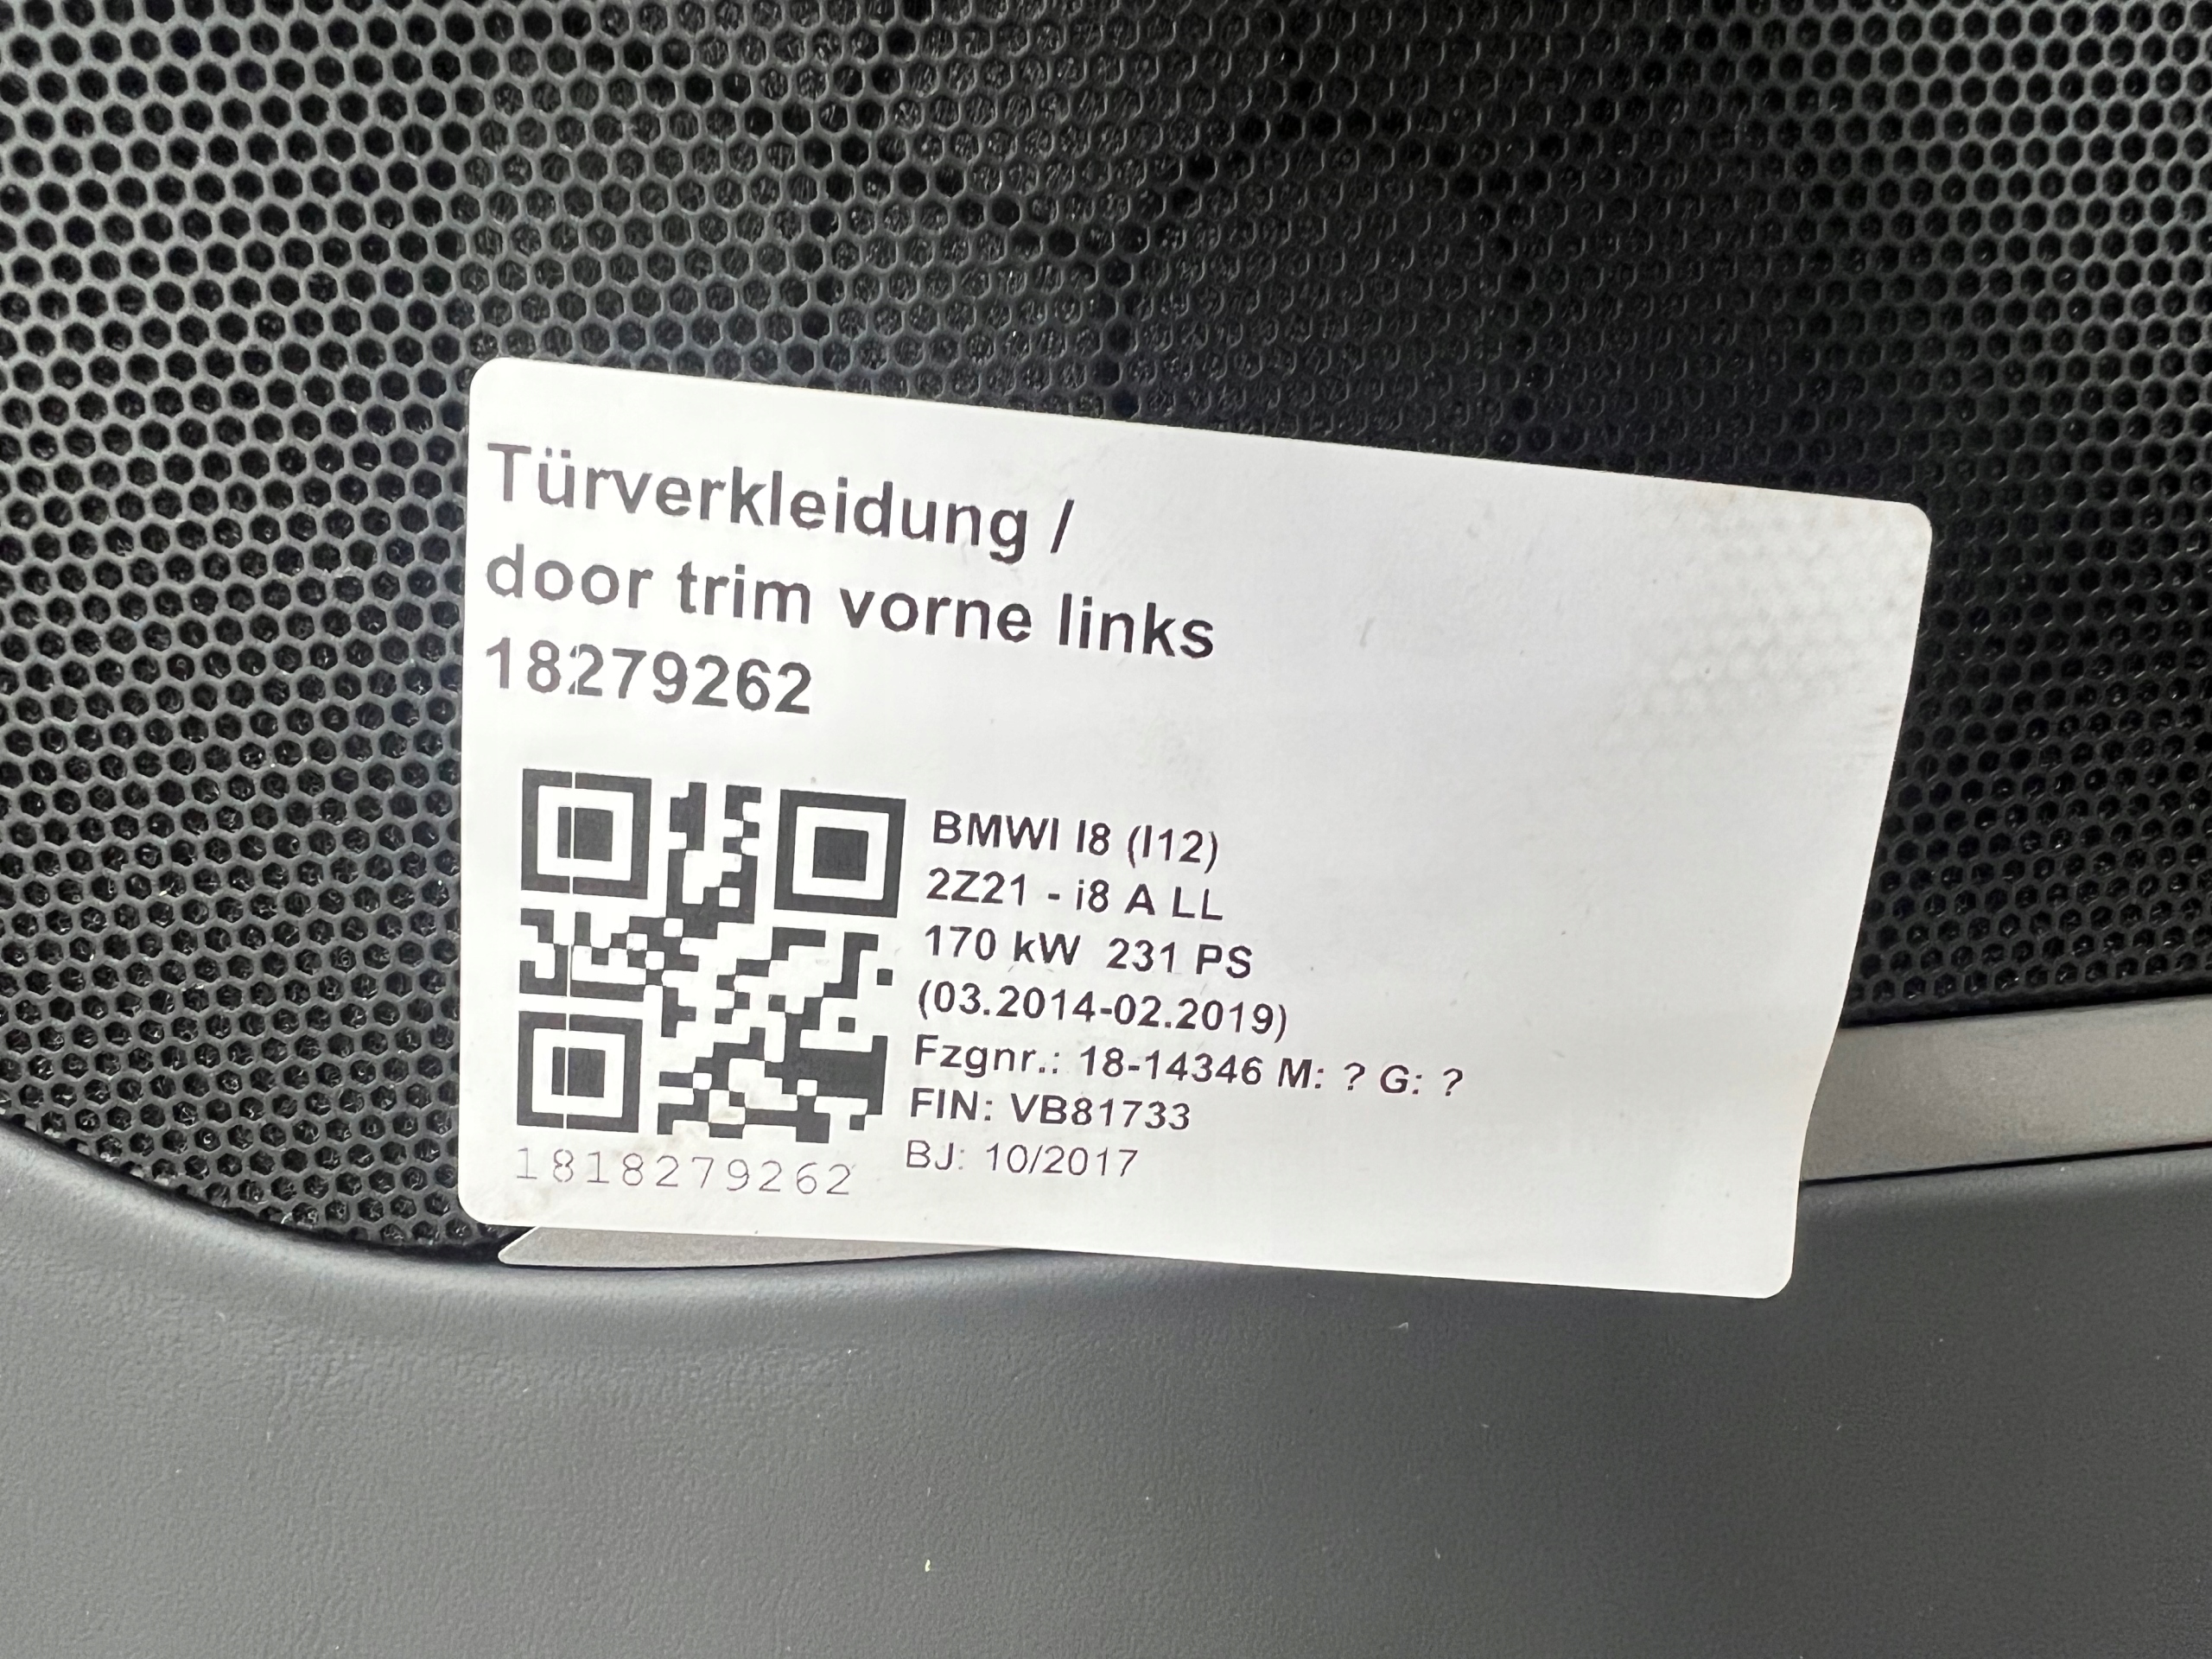 Türverkleidung /
door trim vorne links
18279262
BMWI I8 (I12)
2Z21 - i8 A LL
170 kW 231 PS
(03.2014-02.2019)
Fzgnr.: 18-14346 M: ? G: ?
FIN: VB81733
BJ: 10/2017
1818279262